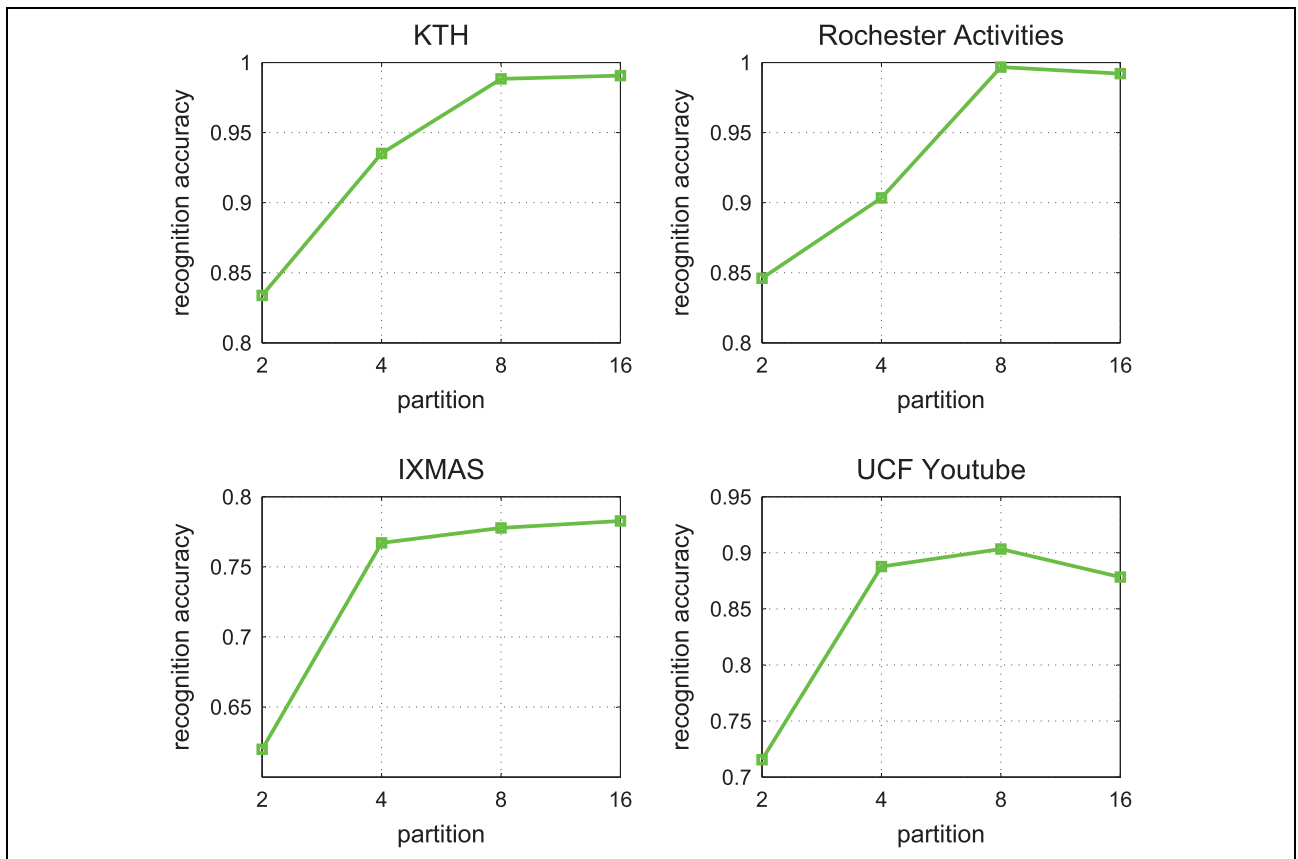 KTH
1
0.95
0.9
0.85
0.8
recognition accuracy
2 4 8 16
partition
Rochester Activities
1
0.95
0.9
0.85
0.8
recognition accuracy
2 4 8 16
partition
IXMAS
0.8
0.75
0.7
0.65
recognition accuracy
2 4 8 16
partition
UCF Youtube
0.95
0.9
0.85
0.8
0.75
0.7
recognition accuracy
2 4 8 16
partition